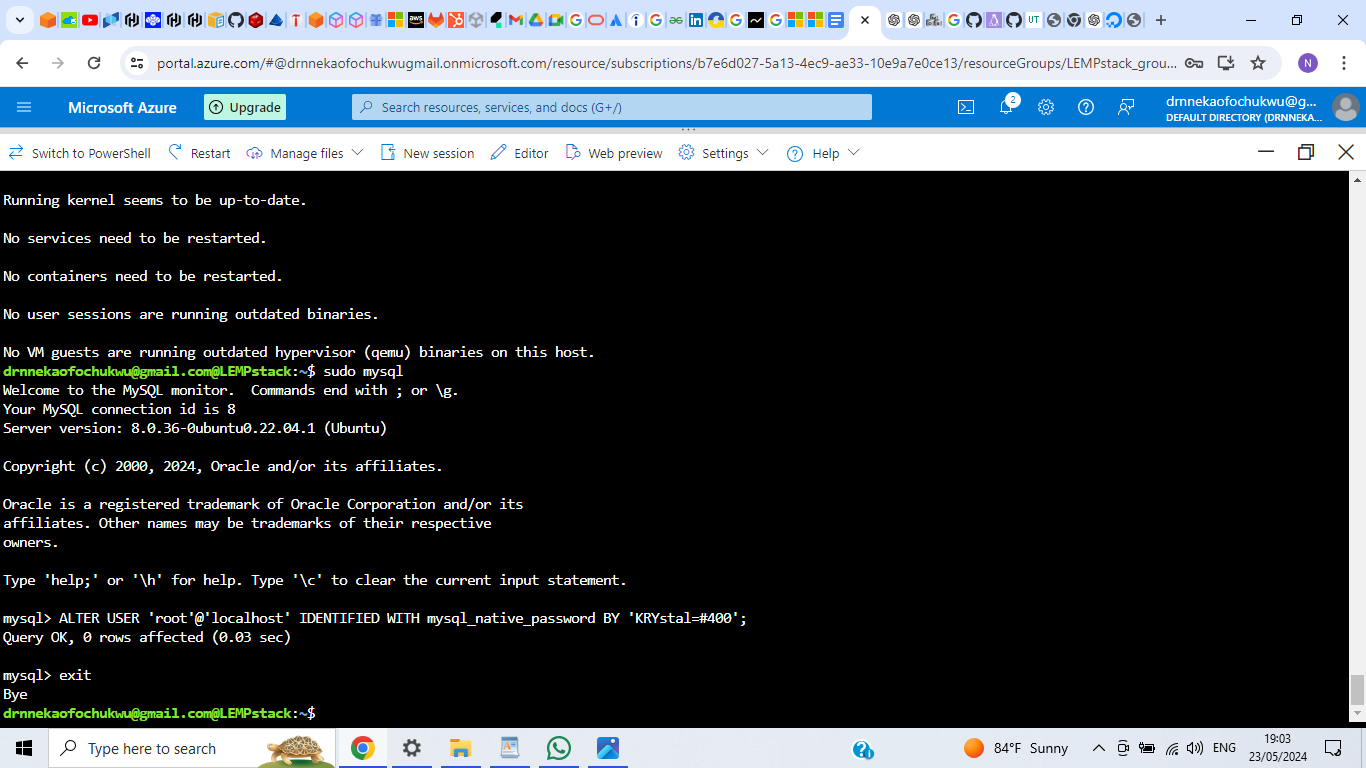 UT
portal.azure.com/#@drnnekaofochukwugmail.onmicrosoft.com/resource/subscriptions/b7e6d027-5a13-4ec9-ae33-10e9a7e0ce13/resourceGroups/LEMPstack_grou...
N
Microsoft Azure
Upgrade
Search resources, services, and docs (G+/)
2
drnnekaofochukwu@g...
DEFAULT DIRECTORY (DRNNEKA...
Switch to PowerShell
Restart
Manage files
New session
Editor
Web preview
Settings
Help
Running kernel seems to be up-to-date.
No services need to be restarted.
No containers need to be restarted.
No user sessions are running outdated binaries.
No VM guests are running outdated hypervisor (qemu) binaries on this host.
drnnekaofochukwu@gmail.com@LEMPstack:~$ sudo mysql
Welcome to the MySQL monitor.  Commands end with ; or \g.
Your MySQL connection id is 8
Server version: 8.0.36-0ubuntu0.22.04.1 (Ubuntu)
Copyright (c) 2000, 2024, Oracle and/or its affiliates.
Oracle is a registered trademark of Oracle Corporation and/or its
affiliates. Other names may be trademarks of their respective
owners.
Type 'help;' or '\h' for help. Type '\c' to clear the current input statement.
mysql> ALTER USER 'root'@'localhost' IDENTIFIED WITH mysql_native_password BY 'KRYstal=#400';
Query OK, 0 rows affected (0.03 sec)
mysql> exit
Bye
drnnekaofochukwu@gmail.com@LEMPstack:~$
Type here to search
84°F Sunny
ENG
19:03
23/05/2024